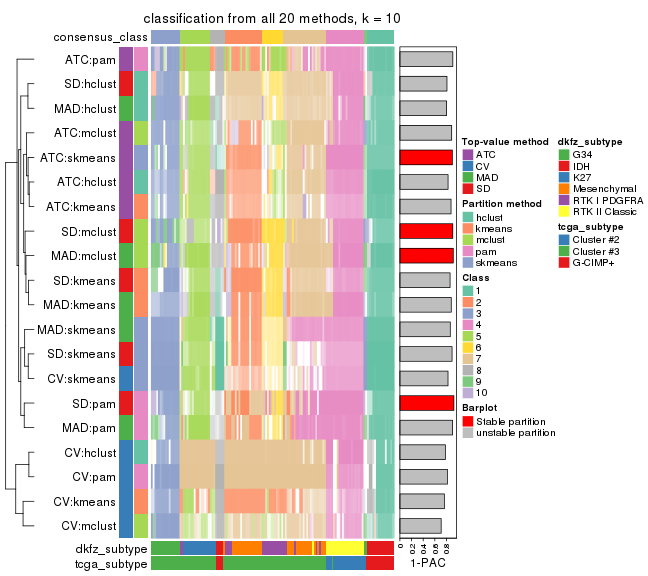 classification from all 20 methods, k = 10
consensus_class
ATC:pam
SD:hclust
MAD:hclust
ATC:mclust
ATC:skmeans
ATC:hclust
ATC:kmeans
SD:mclust
MAD:mclust
SD:kmeans
MAD:kmeans
MAD:skmeans
SD:skmeans
CV:skmeans
SD:pam
MAD:pam
CV:hclust
CV:pam
CV:kmeans
CV:mclust
dkfz_subtype
tcga_subtype
0 0.2 0.4 0.6 0.8
1-PAC
Top-value method
ATC
CV
MAD
SD
Partition method
hclust
kmeans
mclust
pam
skmeans
Class
1
2
3
4
5
6
7
8
9
10
Barplot
Stable partition
unstable partition
dkfz_subtype
G34
IDH
K27
Mesenchymal
RTK I PDGFRA
RTK II Classic
tcga_subtype
Cluster #2
Cluster #3
G-CIMP+